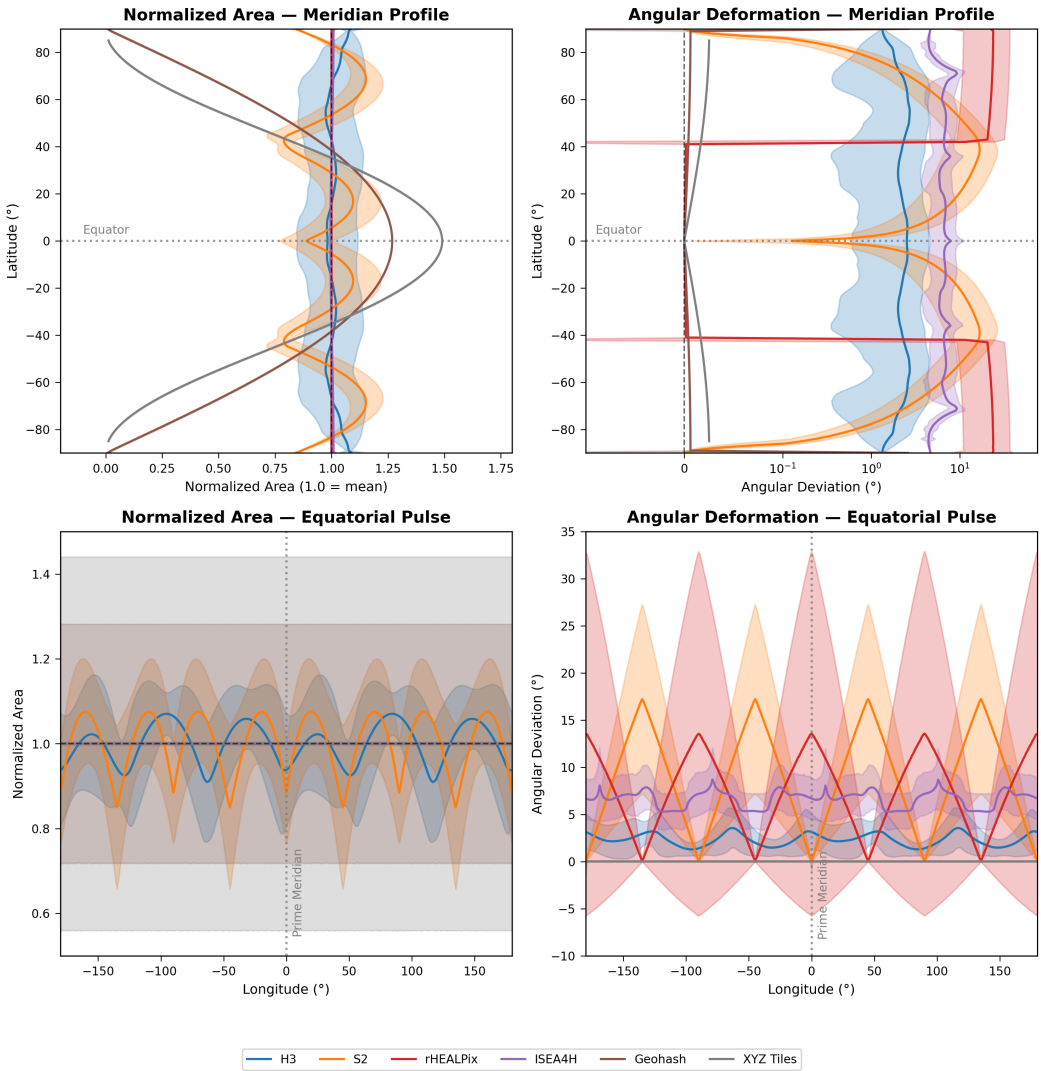 Normalized Area — Meridian Profile
80
60
40
20
0
−20
−40
−60
−80
Latitude (°)
Equator
0.00 0.25 0.50 0.75 1.00 1.25 1.50 1.75
Normalized Area (1.0 = mean)
Angular Deformation — Meridian Profile
80
60
40
20
0
−20
−40
−60
−80
Latitude (°)
Equator
0 10⁻¹ 10⁰ 10¹
Angular Deviation (°)
Normalized Area — Equatorial Pulse
1.4
1.2
1.0
0.8
0.6
Normalized Area
Prime Meridian
−150 −100 −50 0 50 100 150
Longitude (°)
Angular Deformation — Equatorial Pulse
35
30
25
20
15
10
5
0
−5
−10
Angular Deviation (°)
Prime Meridian
−150 −100 −50 0 50 100 150
Longitude (°)
H3 S2 rHEALPix ISEA4H Geohash XYZ Tiles